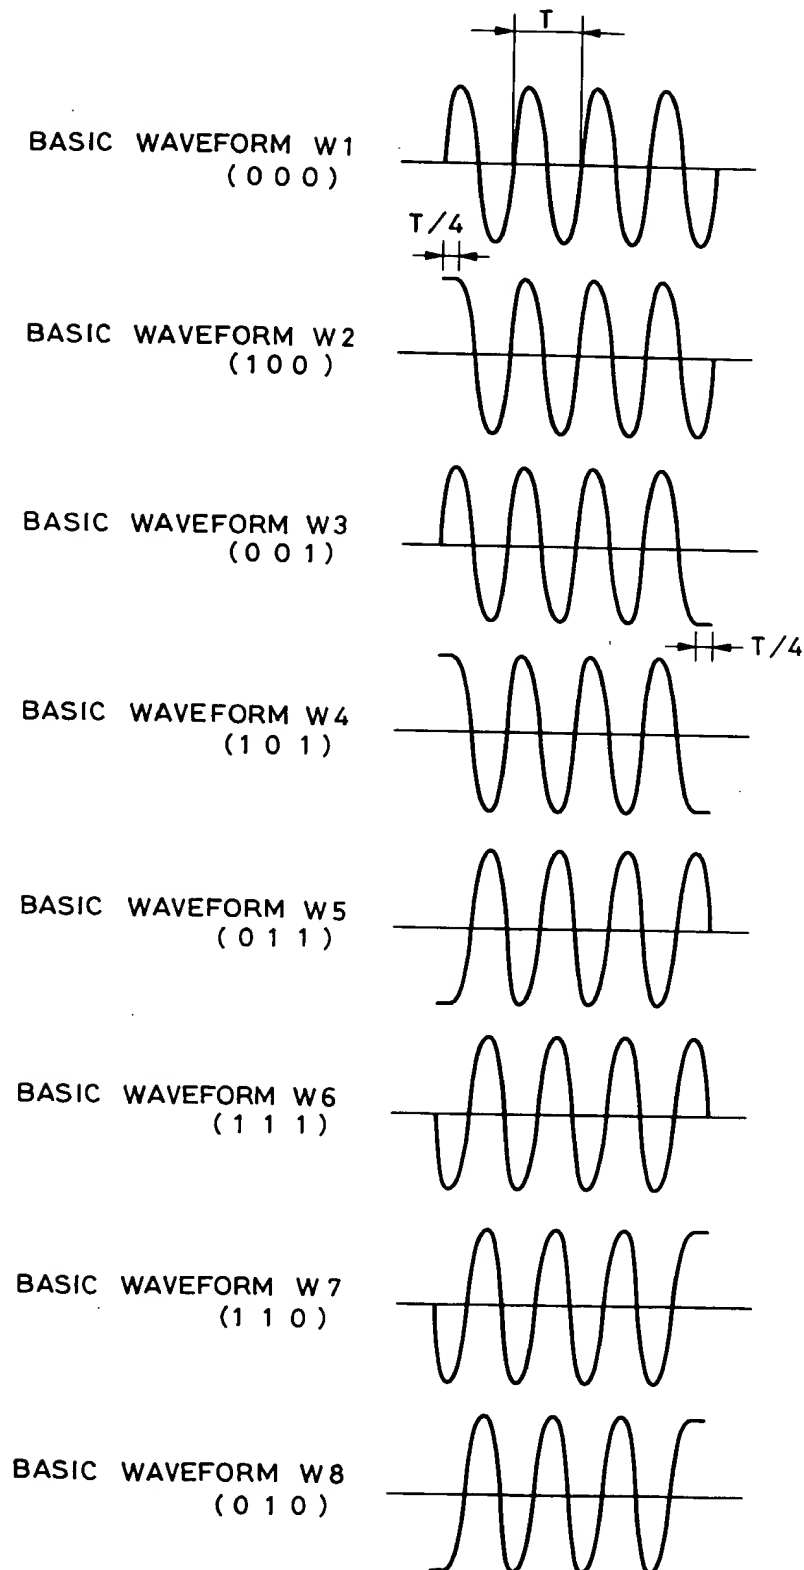 T
BASIC WAVEFORM W1
(000)
T/4
BASIC WAVEFORM W2
(100)
BASIC WAVEFORM W3
(001)
T/4
BASIC WAVEFORM W4
(101)
BASIC WAVEFORM W5
(011)
BASIC WAVEFORM W6
(111)
BASIC WAVEFORM W7
(110)
BASIC WAVEFORM W8
(010)